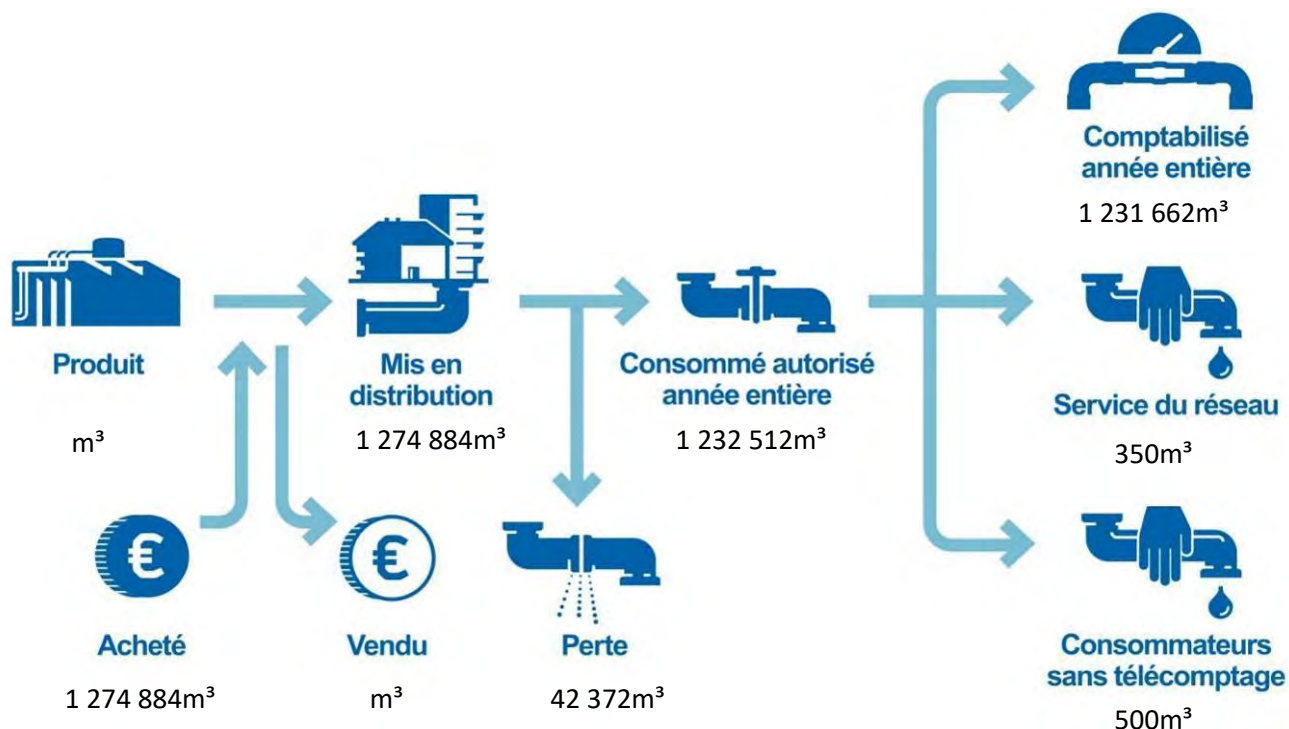 Comptabilisé
année entière
1 231 662m³
Produit
m³
Mis en
distribution
1 274 884m³
Consommé autorisé
année entière
1 232 512m³
Service du réseau
350m³
€
Acheté
1 274 884m³
€
Vendu
m³
Perte
42 372m³
Consommateurs
sans télécomptage
500m³